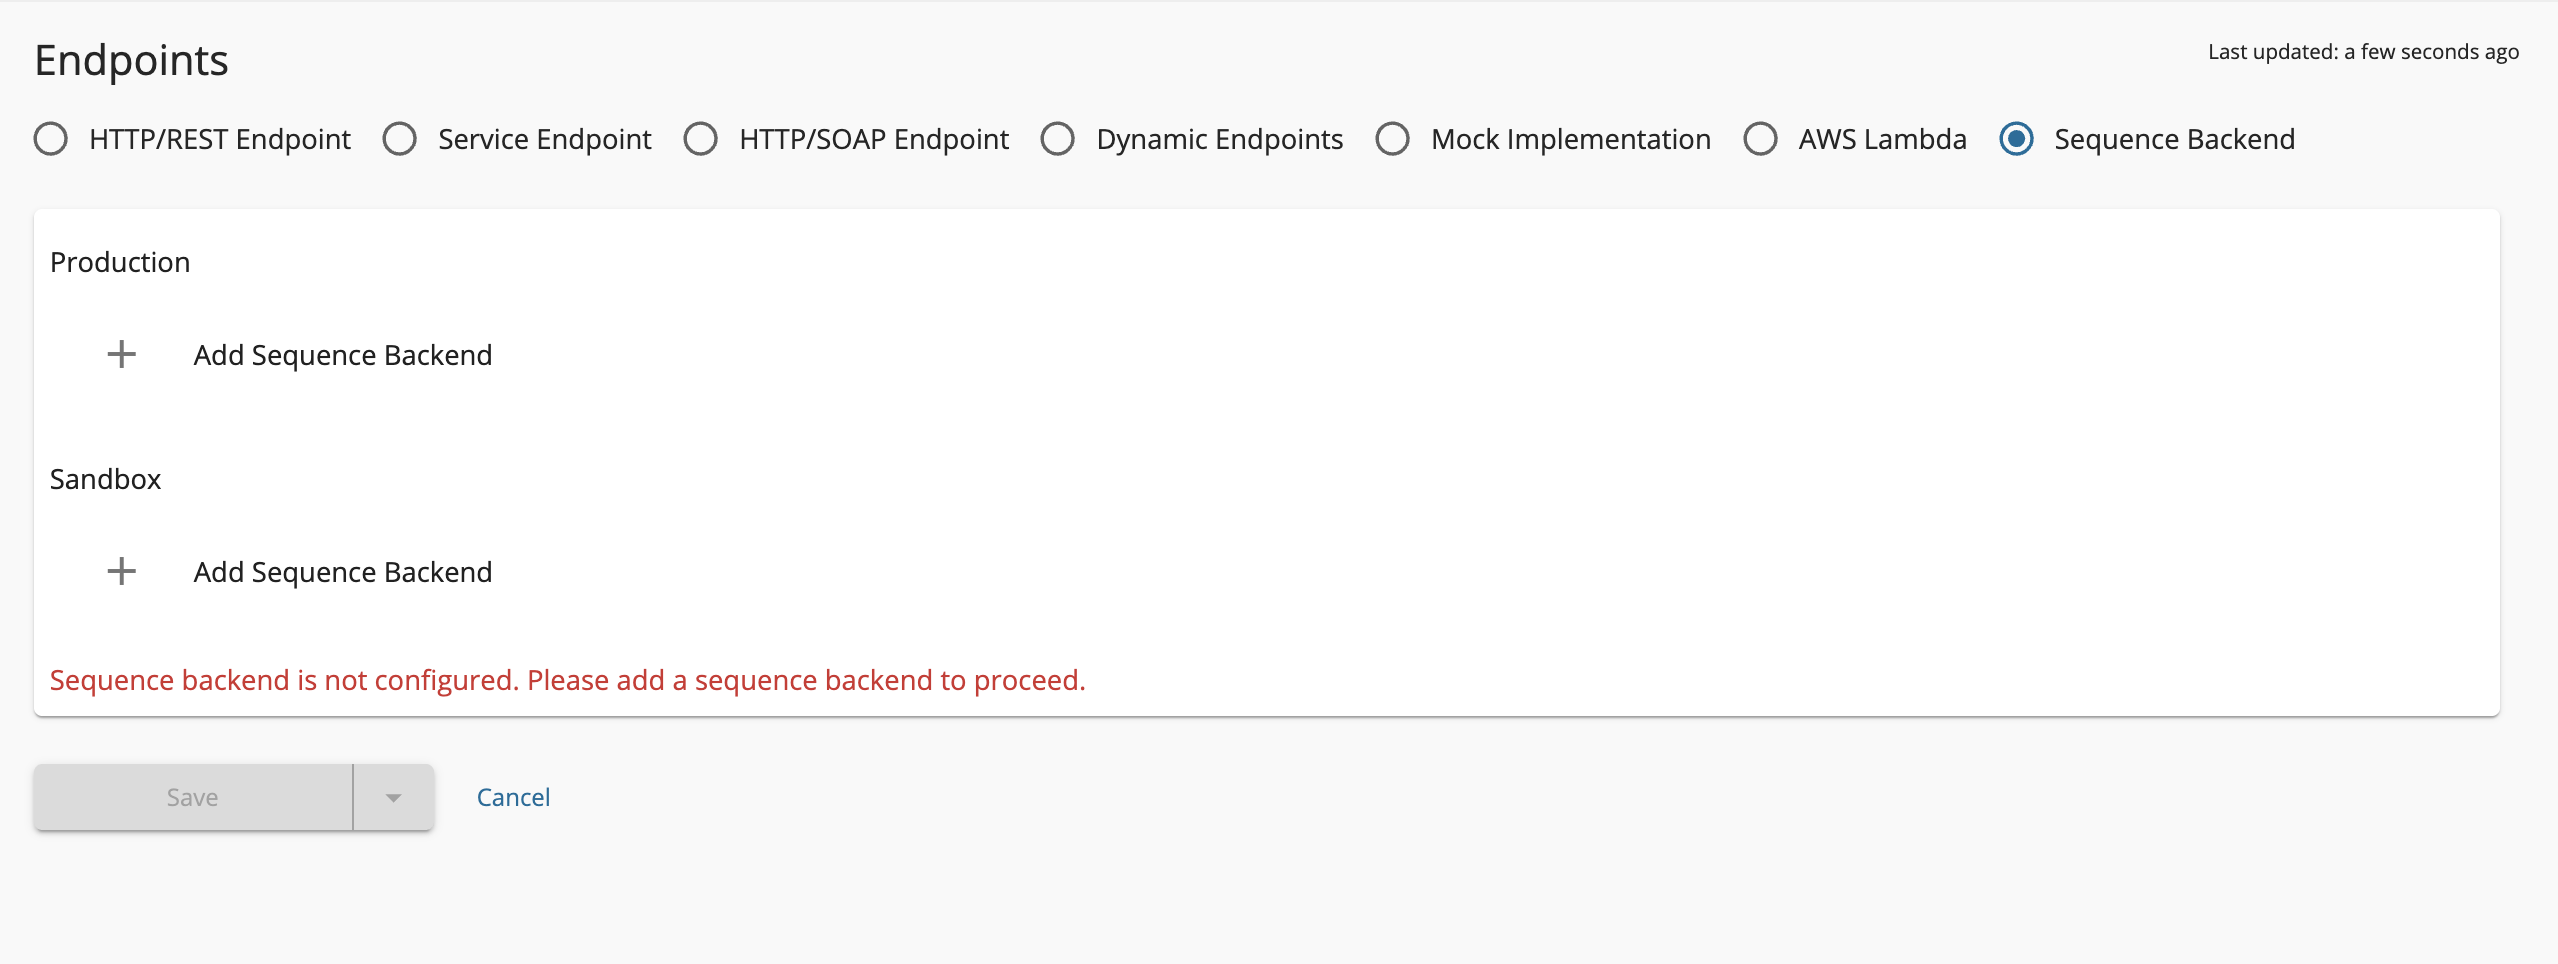 Endpoints
Last updated: a few seconds ago
HTTP/REST Endpoint Service Endpoint HTTP/SOAP Endpoint Dynamic Endpoints Mock Implementation AWS Lambda Sequence Backend
Production
Add Sequence Backend
Sandbox
Add Sequence Backend
Sequence backend is not configured. Please add a sequence backend to proceed.
Save Cancel